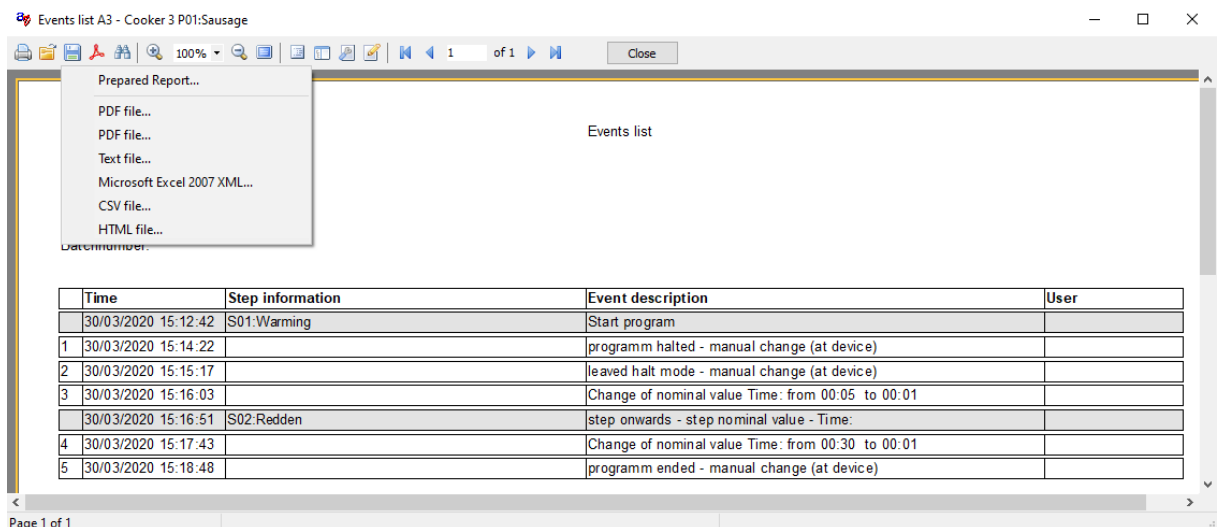 Events list A3 - Cooker 3 P01:Sausage
100% 1 of 1 Close
Prepared Report...
PDF file...
PDF file...
Text file...
Microsoft Excel 2007 XML...
CSV file...
HTML file...
Events list
Time Step information Event description User
30/03/2020 15:12:42 S01:Warming Start program
1 30/03/2020 15:14:22 programm halted - manual change (at device)
2 30/03/2020 15:15:17 leaved halt mode - manual change (at device)
3 30/03/2020 15:16:03 Change of nominal value Time: from 00:05 to 00:01
30/03/2020 15:16:51 S02:Redden step onwards - step nominal value - Time:
4 30/03/2020 15:17:43 Change of nominal value Time: from 00:30 to 00:01
5 30/03/2020 15:18:48 programm ended - manual change (at device)
Page 1 of 1